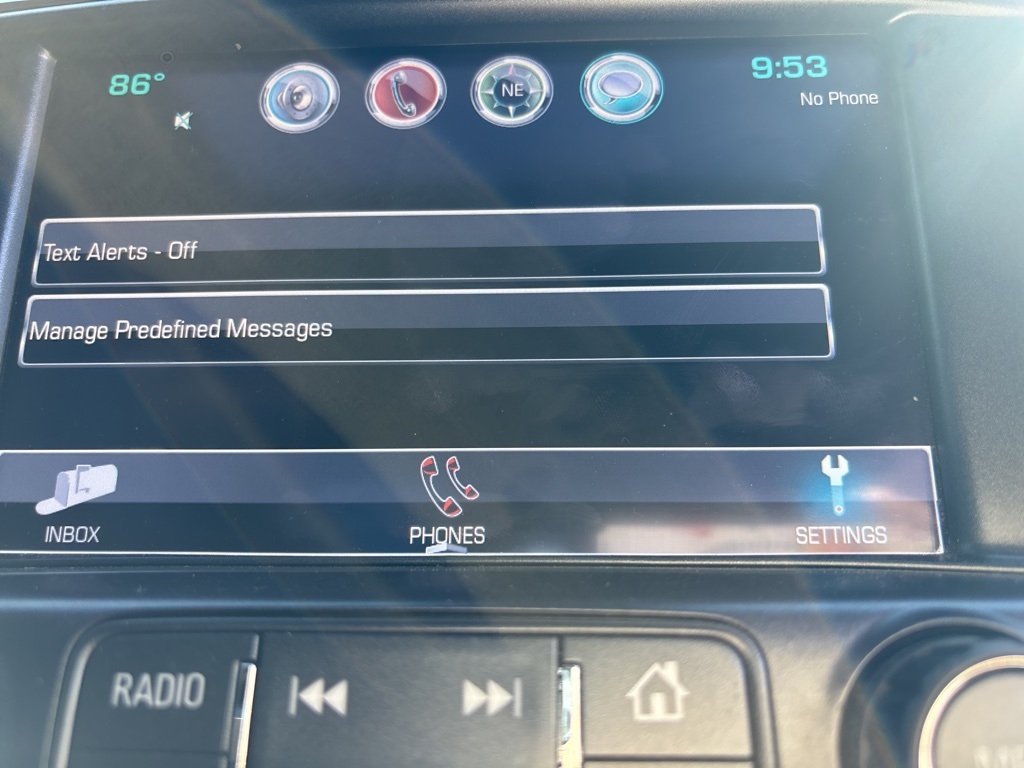 86°
NE
9:53
No Phone
Text Alerts - Off
Manage Predefined Messages
INBOX
PHONES
SETTINGS
RADIO